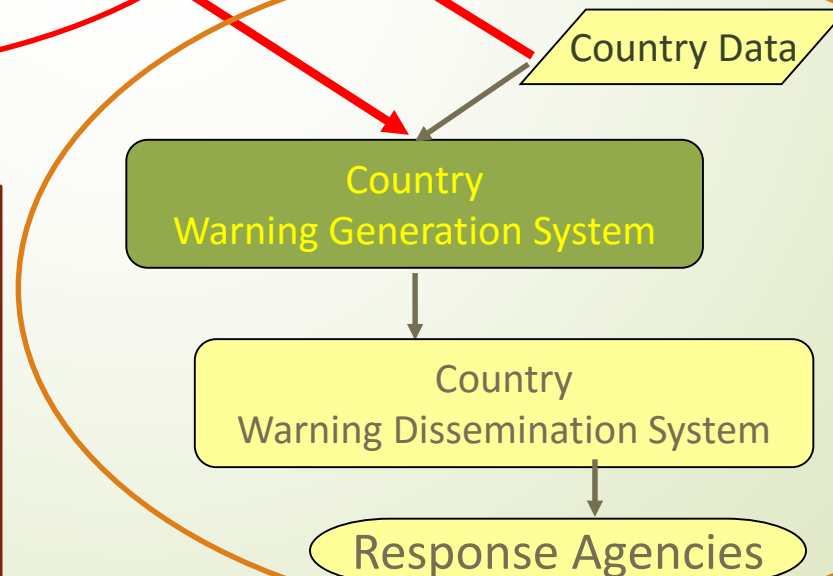 Country Data
Country
Warning Generation System
Country
Warning Dissemination System
Response Agencies